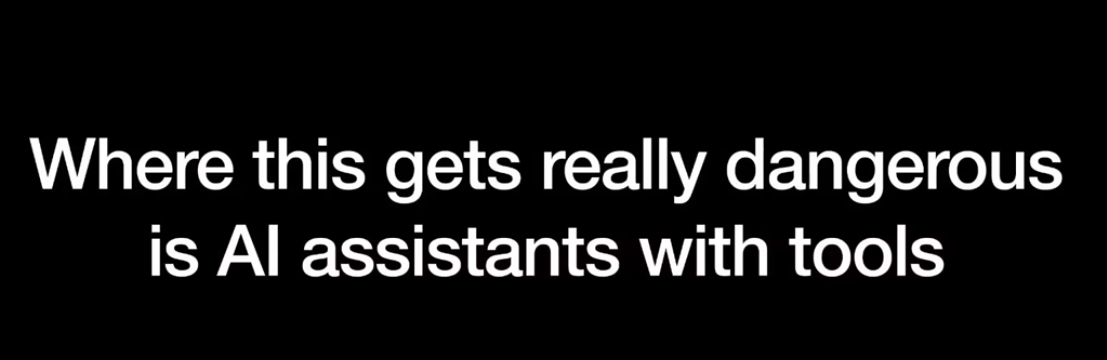 Where this gets really dangerous
is AI assistants with tools